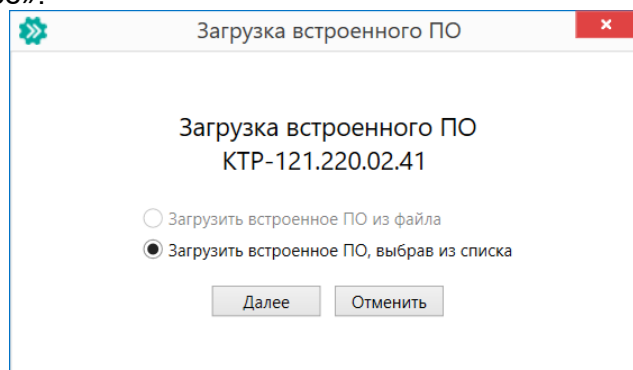 Загрузка встроенного ПО
Загрузка встроенного ПО
КТР-121.220.02.41
Загрузить встроенное ПО из файла
Загрузить встроенное ПО, выбрав из списка
Далее Отменить